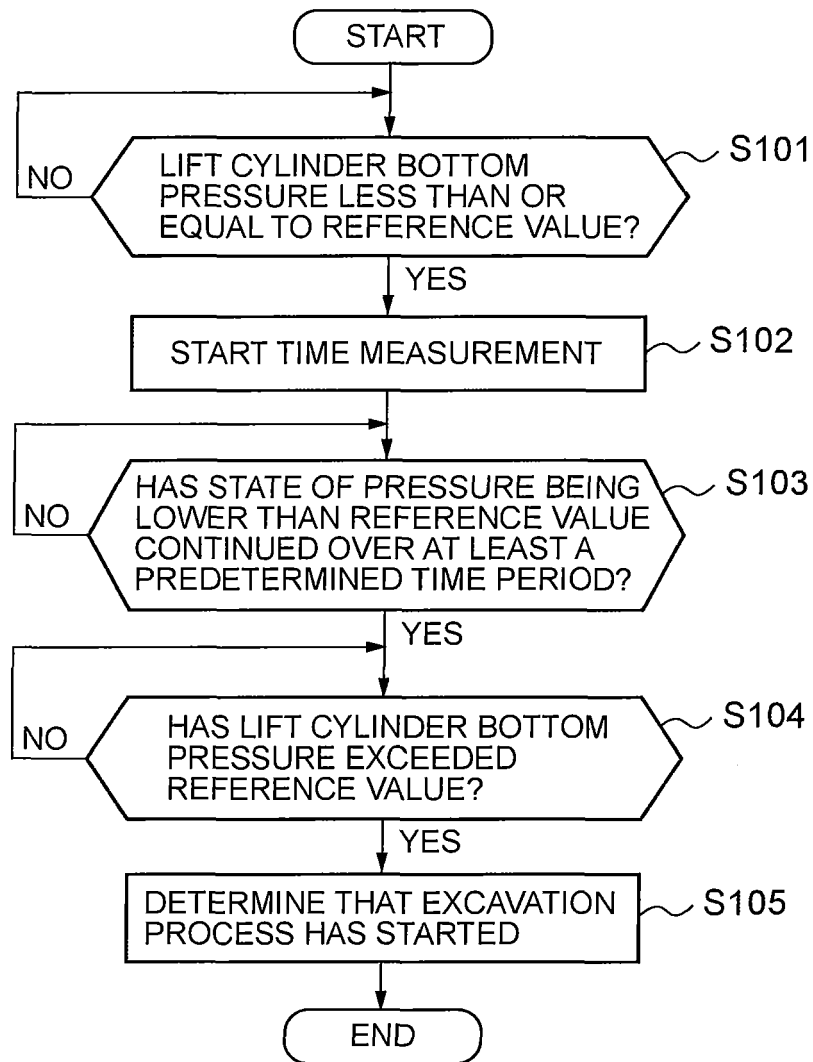 START
LIFT CYLINDER BOTTOM
PRESSURE LESS THAN OR
EQUAL TO REFERENCE VALUE?
S101
NO
YES
START TIME MEASUREMENT
S102
HAS STATE OF PRESSURE BEING
LOWER THAN REFERENCE VALUE
CONTINUED OVER AT LEAST A
PREDETERMINED TIME PERIOD?
S103
NO
YES
HAS LIFT CYLINDER BOTTOM
PRESSURE EXCEEDED
REFERENCE VALUE?
S104
NO
YES
DETERMINE THAT EXCAVATION
PROCESS HAS STARTED
S105
END